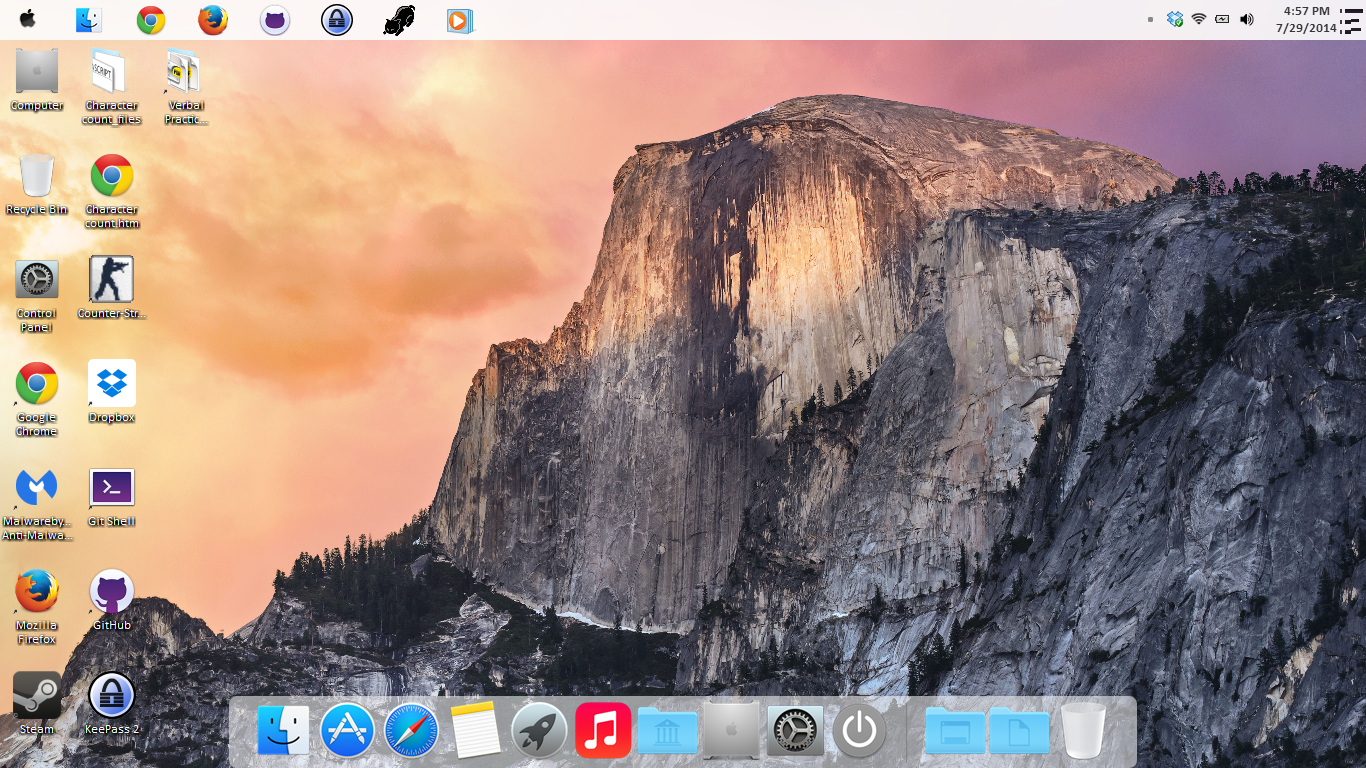 4:57 PM
7/29/2014
Computer
Character
count_files
Verbal
Practic...
Recycle Bin
Character
count.htm
Control
Panel
Counter-Str...
Google
Chrome
Dropbox
Malwareby...
Anti-Malwa...
Git Shell
Mozilla
Firefox
GitHub
Steam
KeePass 2